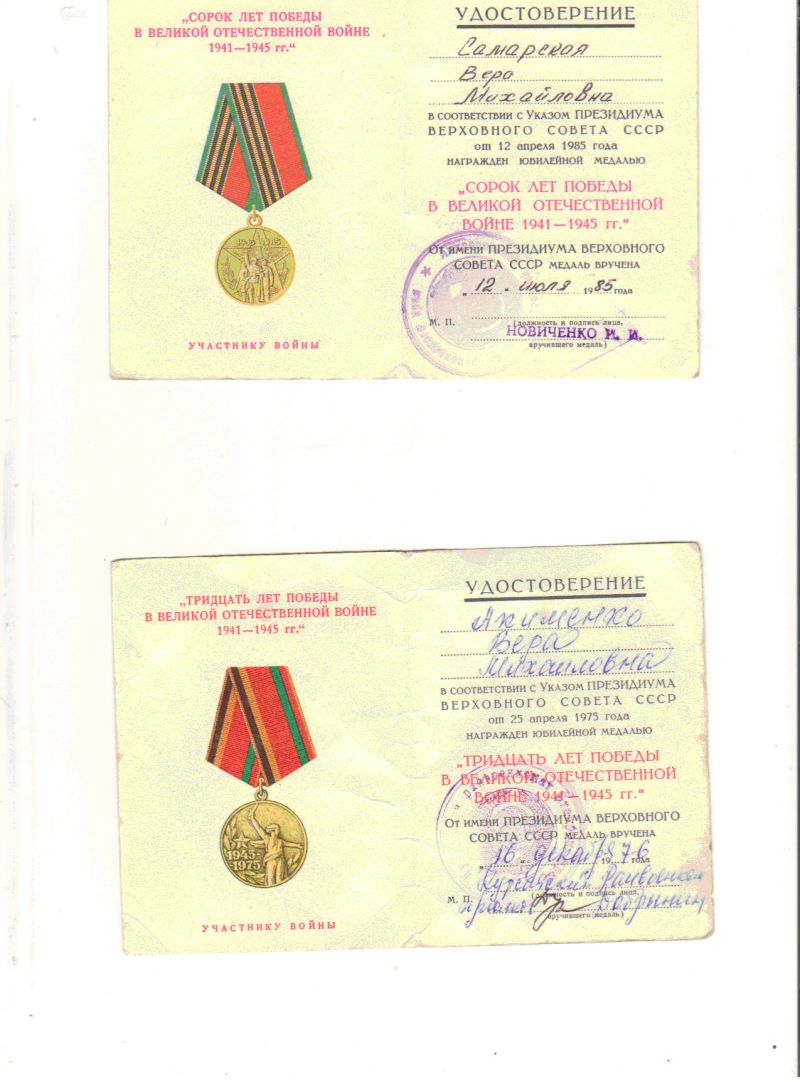 „СОРОК ЛЕТ ПОБЕДЫ
В ВЕЛИКОЙ ОТЕЧЕСТВЕННОЙ ВОЙНЕ
1941—1945 гг.“
УЧАСТНИКУ ВОЙНЫ
УДОСТОВЕРЕНИЕ
Самарская
Вера
Михайловна
В СООТВЕТСТВИИ С УКАЗОМ ПРЕЗИДИУМА
ВЕРХОВНОГО СОВЕТА СССР
от 12 апреля 1985 года
НАГРАЖДЕН ЮБИЛЕЙНОЙ МЕДАЛЬЮ
„СОРОК ЛЕТ ПОБЕДЫ
В ВЕЛИКОЙ ОТЕЧЕСТВЕННОЙ
ВОЙНЕ 1941—1945 гг.“
От имени ПРЕЗИДИУМА ВЕРХОВНОГО
СОВЕТА СССР МЕДАЛЬ ВРУЧЕНА
„12 . июля 1985 года
М. П.
(должность и подпись лица,
НОВИЧЕНКО И. И.
вручившего медаль)
„ТРИДЦАТЬ ЛЕТ ПОБЕДЫ
В ВЕЛИКОЙ ОТЕЧЕСТВЕННОЙ ВОЙНЕ
1941—1945 гг.“
1945
1975
УЧАСТНИКУ ВОЙНЫ
УДОСТОВЕРЕНИЕ
Акименко
Вера
Михайловна
В СООТВЕТСТВИИ С УКАЗОМ ПРЕЗИДИУМА
ВЕРХОВНОГО СОВЕТА СССР
от 25 апреля 1975 года
НАГРАЖДЕН ЮБИЛЕЙНОЙ МЕДАЛЬЮ
„ТРИДЦАТЬ ЛЕТ ПОБЕДЫ
В ВЕЛИКОЙ ОТЕЧЕСТВЕННОЙ
ВОЙНЕ 1941—1945 гг.“
От имени ПРЕЗИДИУМА ВЕРХОВНОГО
СОВЕТА СССР МЕДАЛЬ ВРУЧЕНА
„16 . декабря 1976 года
М. П.
(должность и подпись лица,
вручившего медаль)